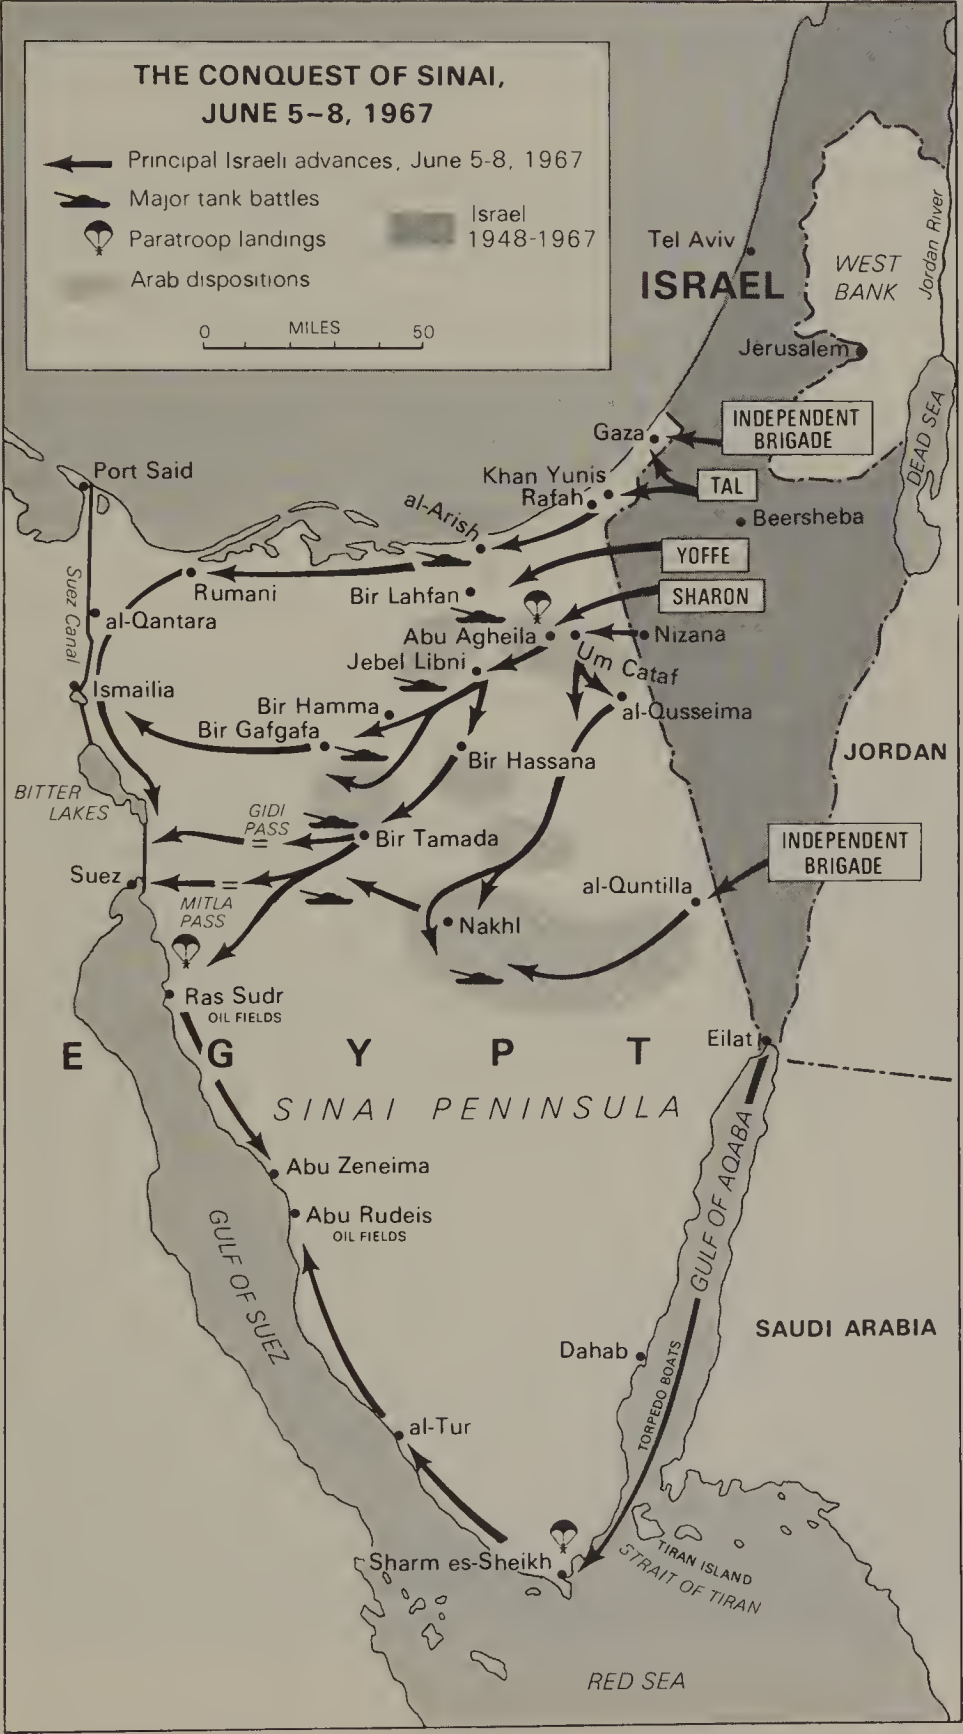 THE CONQUEST OF SINAI,
JUNE 5-8, 1967
Principal Israeli advances, June 5-8, 1967
Major tank battles
Paratroop landings
Arab dispositions
Israel
1948-1967
0 MILES 50
Tel Aviv
ISRAEL
WEST
BANK
Jordan River
Jerusalem
DEAD SEA
INDEPENDENT
BRIGADE
Gaza
Khan Yunis
Rafah
TAL
Port Said
al-Arish
Beersheba
YOFFE
SHARON
Suez Canal
Rumani
Bir Lahfan
al-Qantara
Abu Agheila
Nizana
Um Cataf
Jebel Libni
Ismailia
Bir Hamma
al-Qusseima
Bir Gafgafa
Bir Hassana
JORDAN
BITTER
LAKES
GIDI
PASS
Bir Tamada
INDEPENDENT
BRIGADE
Suez
al-Quntilla
MITLA
PASS
Nakhl
Ras Sudr
OIL FIELDS
Eilat
EGYPT
SINAI PENINSULA
GULF OF AQABA
Abu Zeneima
Abu Rudeis
OIL FIELDS
GULF OF SUEZ
SAUDI ARABIA
Dahab
TORPEDO BOATS
al-Tur
Sharm es-Sheikh
TIRAN ISLAND
STRAIT OF TIRAN
RED SEA